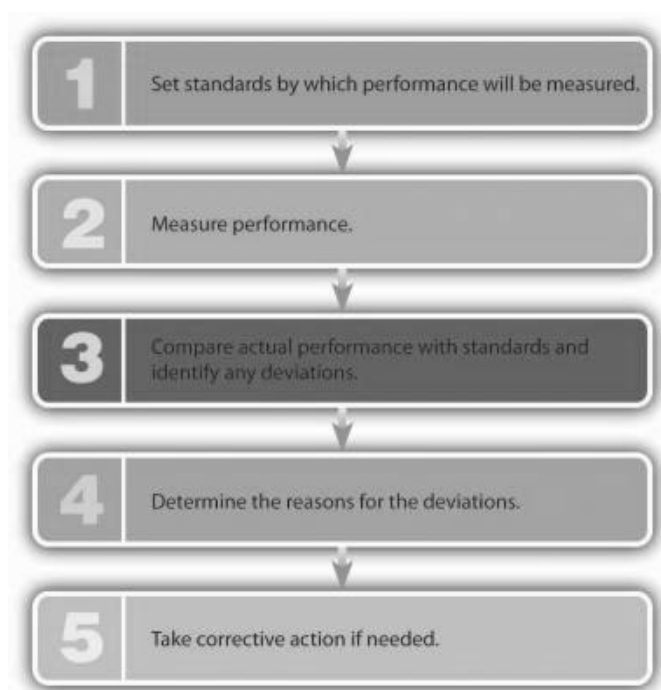 1
Set standards by which performance will be measured.
2
Measure performance.
3
Compare actual performance with standards and
identify any deviations.
4
Determine the reasons for the deviations.
5
Take corrective action if needed.